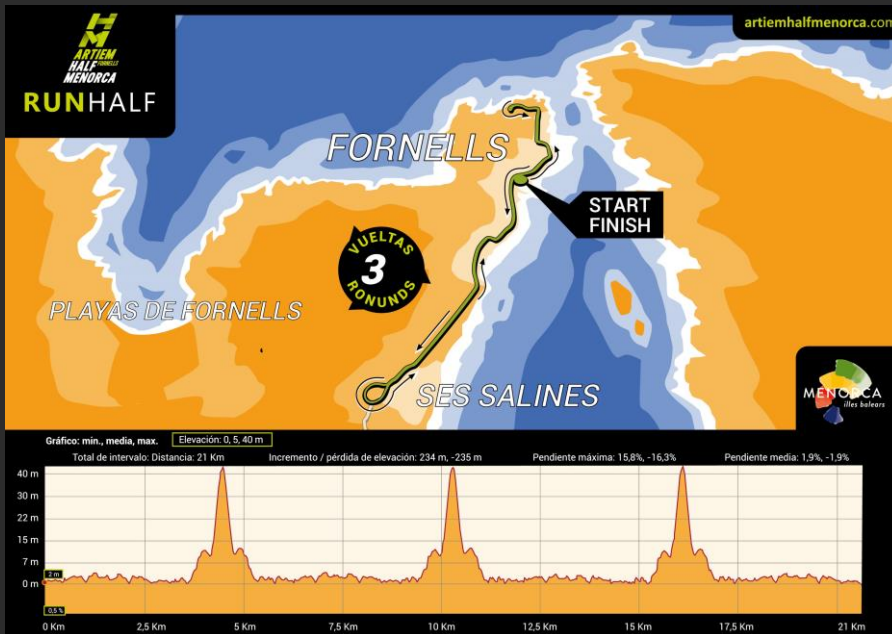 HM
ARTIEM
HALF FORNELLS
MENORCA
RUNHALF
artiemhalfmenorca.com
FORNELLS
START
FINISH
VUELTAS
3
RONUNDS
PLAYAS DE FORNELLS
SES SALINES
MENORCA
illes balears
Gráfico: min., media, max. Elevación: 0, 5, 40 m
Total de intervalo: Distancia: 21 Km Incremento / pérdida de elevación: 234 m, -235 m Pendiente máxima: 15,8%, -16,3% Pendiente media: 1,9%, -1,9%
40 m
30 m
22 m
15 m
7 m
2 m
0 m
0,5 %
0 Km 2,5 Km 5 Km 7,5 Km 10 Km 12,5 Km 15 Km 17,5 Km 21 Km